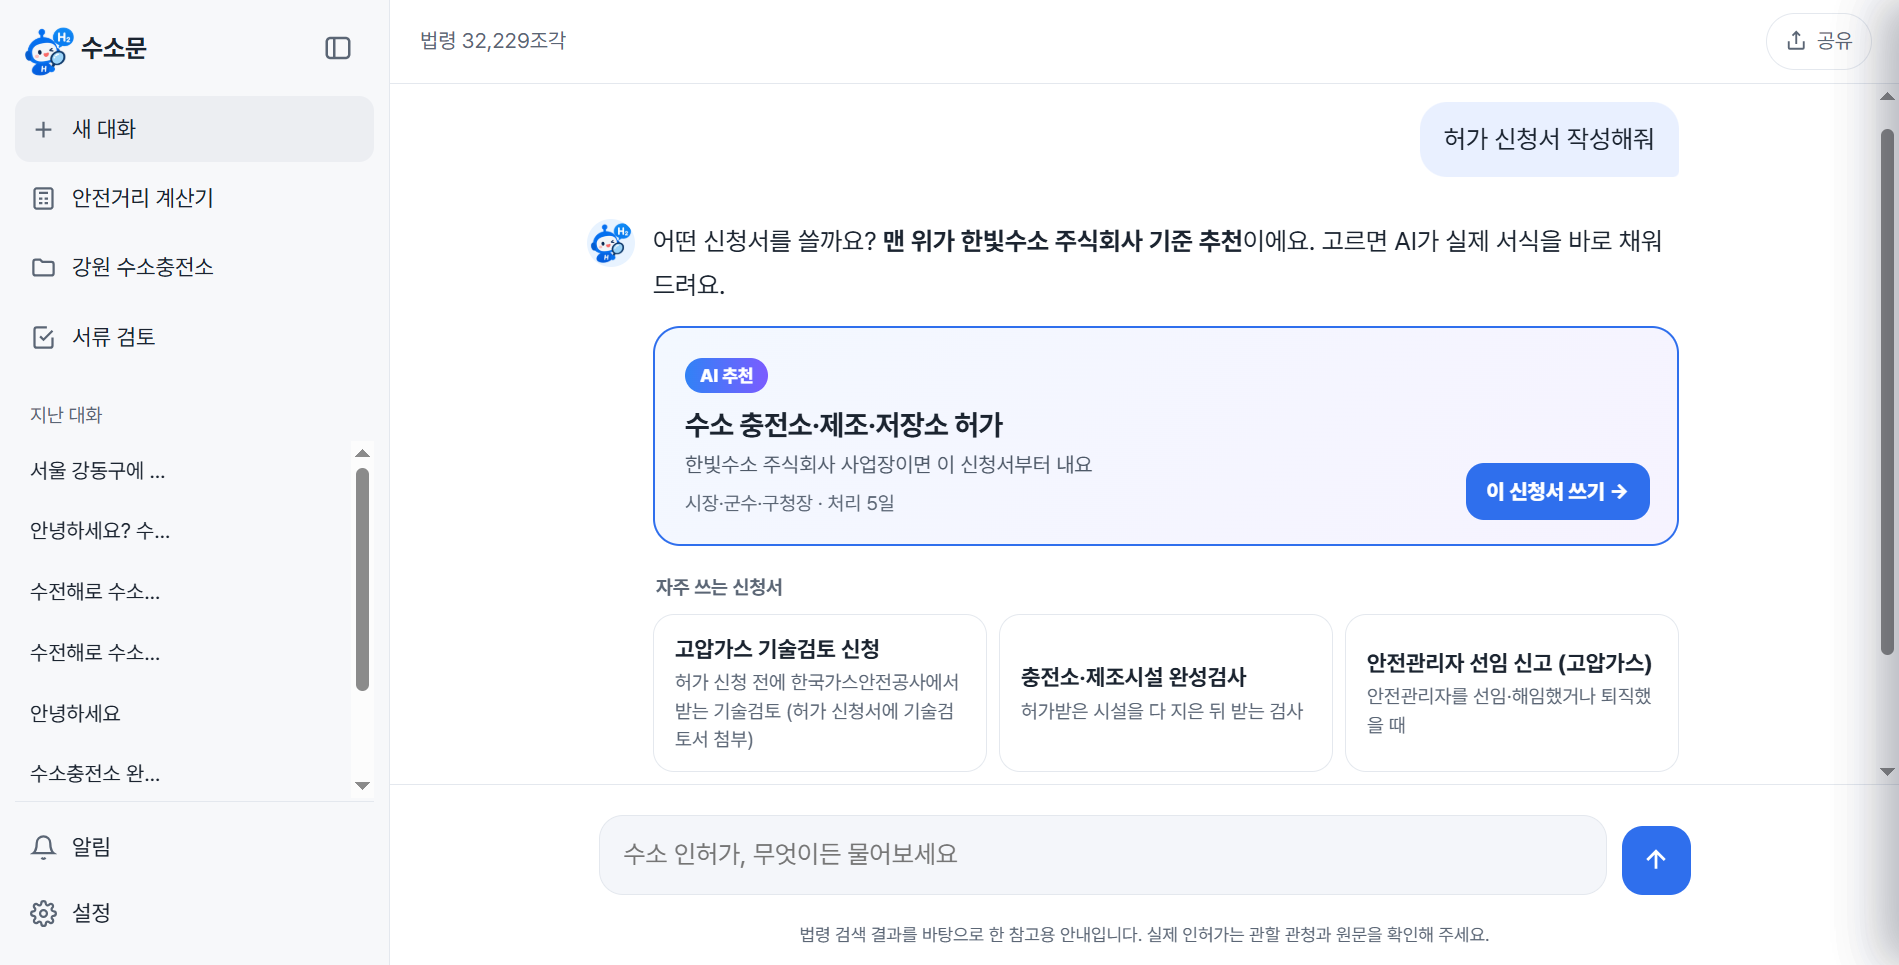 수소문
새 대화
안전거리 계산기
강원 수소충전소
서류 검토
지난 대화
서울 강동구에 ...
안녕하세요? 수...
수전해로 수소...
수전해로 수소...
안녕하세요
수소충전소 완...
알림
설정
법령 32,229조각
공유
허가 신청서 작성해줘
어떤 신청서를 쓸까요? 맨 위가 한빛수소 주식회사 기준 추천이에요. 고르면 AI가 실제 서식을 바로 채워
드려요.
AI 추천
수소 충전소·제조·저장소 허가
한빛수소 주식회사 사업장이면 이 신청서부터 내요
시장·군수·구청장 · 처리 5일
이 신청서 쓰기 →
자주 쓰는 신청서
고압가스 기술검토 신청
허가 신청 전에 한국가스안전공사에서
받는 기술검토 (허가 신청서에 기술검
토서 첨부)
충전소·제조시설 완성검사
허가받은 시설을 다 지은 뒤 받는 검사
안전관리자 선임 신고 (고압가스)
안전관리자를 선임·해임했거나 퇴직했
을 때
수소 인허가, 무엇이든 물어보세요
법령 검색 결과를 바탕으로 한 참고용 안내입니다. 실제 인허가는 관할 관청과 원문을 확인해 주세요.